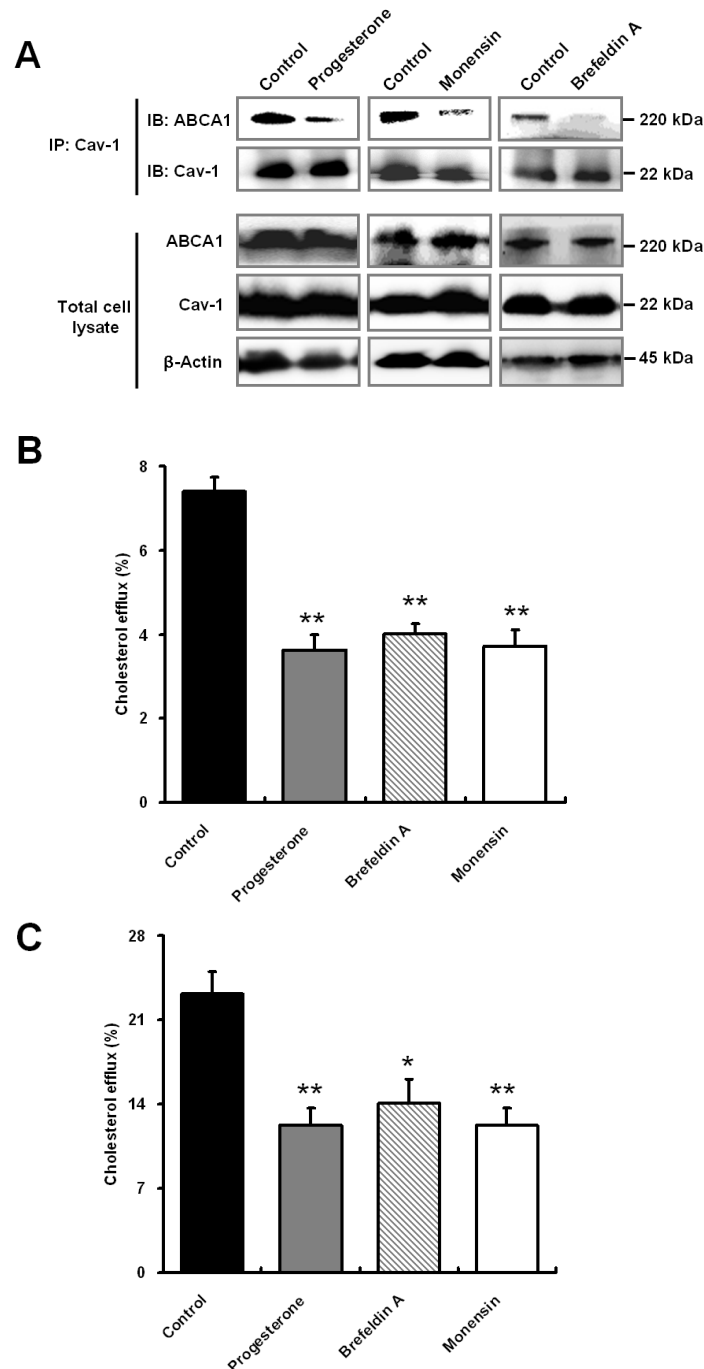 A
Control Progesterone Control Monensin Control Brefeldin A
IP: Cav-1
IB: ABCA1
220 kDa
IB: Cav-1
22 kDa
Total cell
lysate
ABCA1
220 kDa
Cav-1
22 kDa
β-Actin
45 kDa
B
Cholesterol efflux (%)
8
6
4
2
0
**
**
**
Control
Progesterone
Brefeldin A
Monensin
C
Cholesterol efflux (%)
28
21
14
7
0
**
*
**
Control
Progesterone
Brefeldin A
Monensin